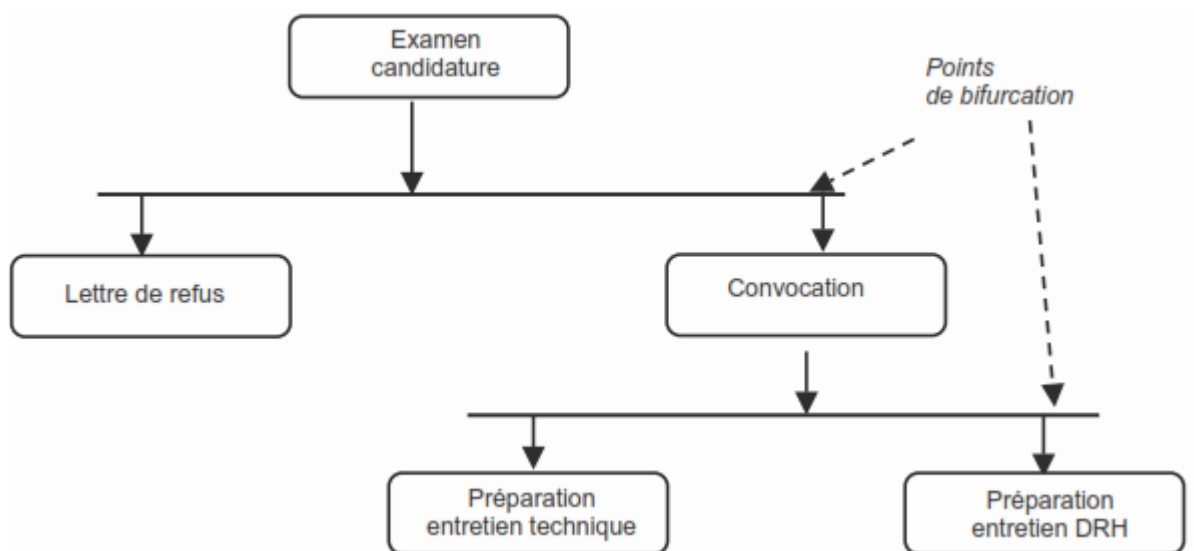 Examen
candidature
Points
de bifurcation
Lettre de refus
Convocation
Préparation
entretien technique
Préparation
entretien DRH